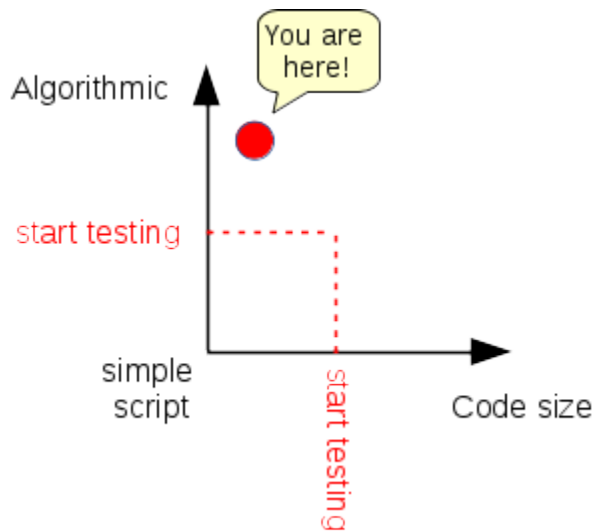 You are
here!
Algorithmic
start testing
simple
script
start testing
Code size